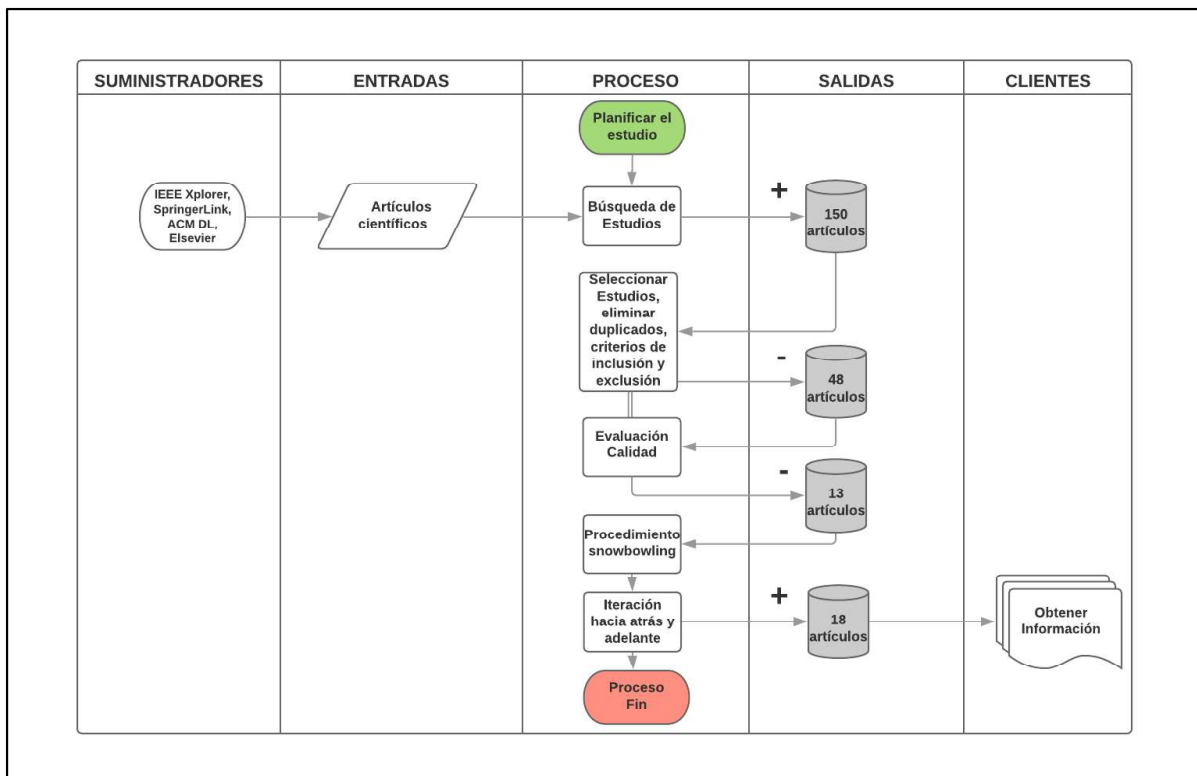 SUMINISTRADORES
ENTRADAS
PROCESO
SALIDAS
CLIENTES
Planificar el
estudio
IEEE Xplorer,
SpringerLink,
ACM DL,
Elsevier
Artículos
científicos
Búsqueda de
Estudios
+
150
artículos
Seleccionar
Estudios,
eliminar
duplicados,
criterios de
inclusión y
exclusión
-
48
artículos
Evaluación
Calidad
-
13
artículos
Procedimiento
snowbowling
Iteración
hacia atrás y
adelante
+
18
artículos
Obtener
Información
Proceso
Fin